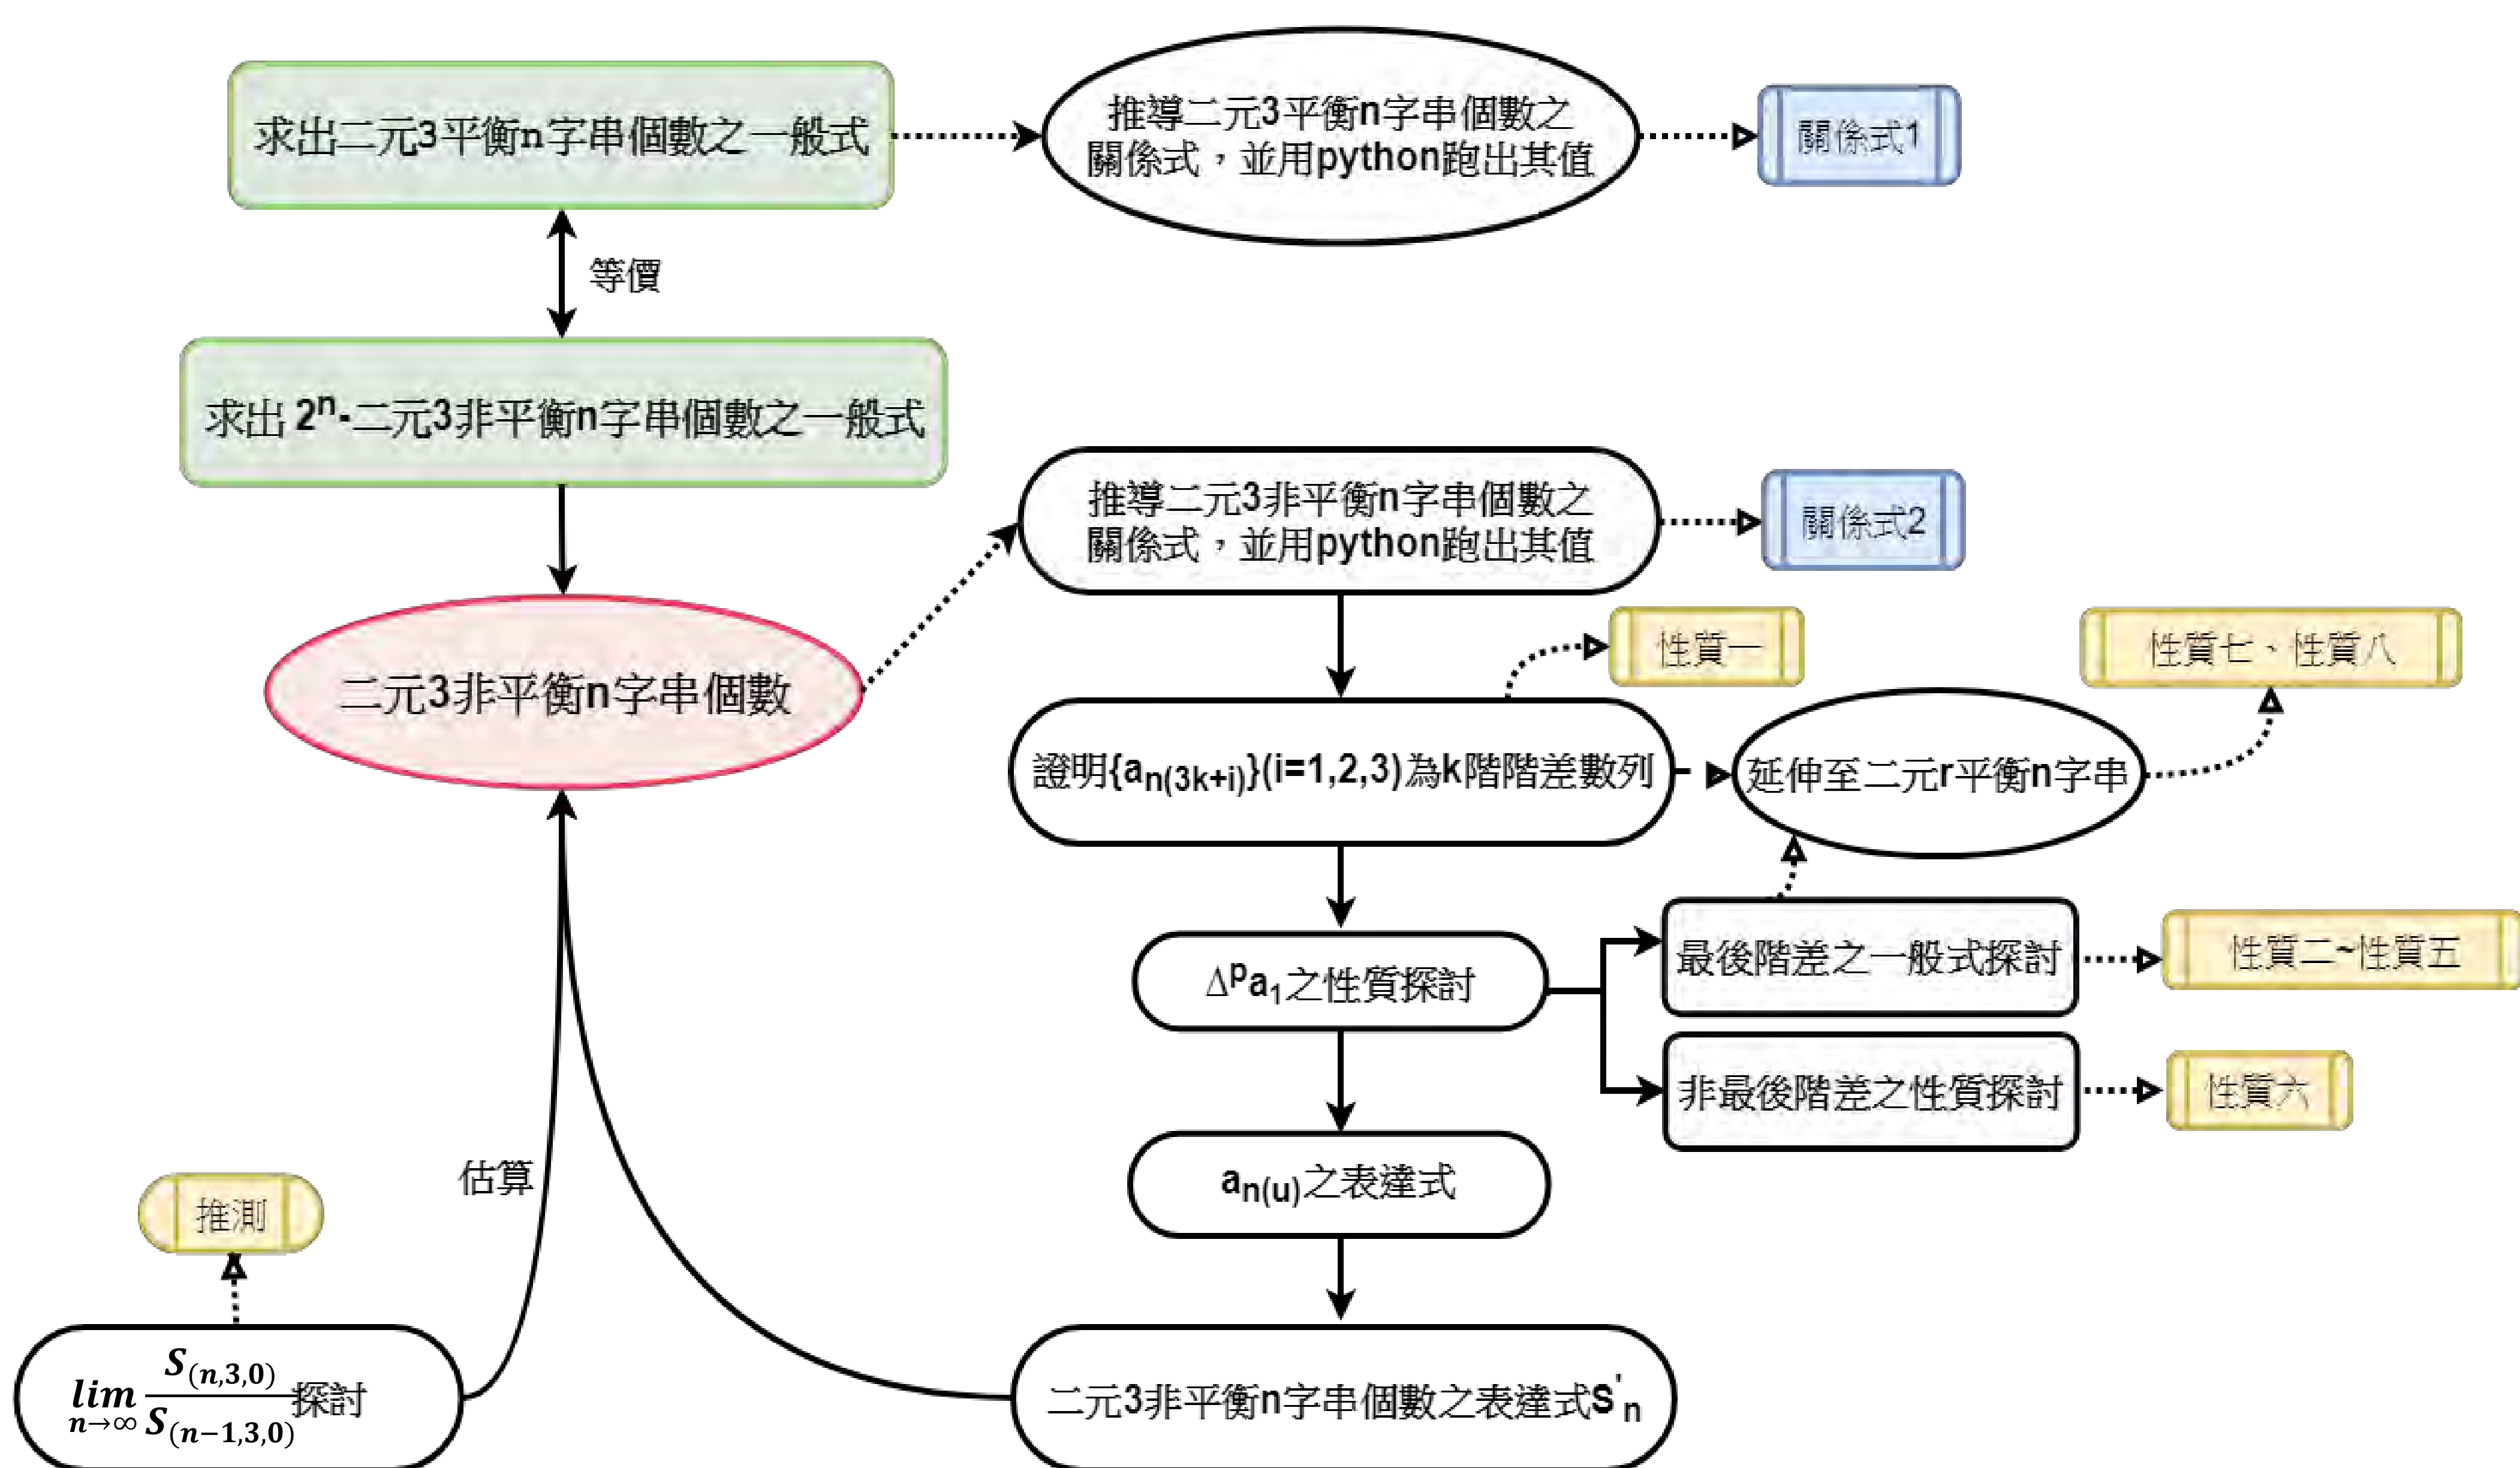 求出二元3平衡n字串個數之一般式
推導二元3平衡n字串個數之
關係式，並用python跑出其值
關係式1
等價
求出 2ⁿ-二元3非平衡n字串個數之一般式
推導二元3非平衡n字串個數之
關係式，並用python跑出其值
關係式2
性質一
性質七、性質八
二元3非平衡n字串個數
證明{a_{n(3k+i)}}(i=1,2,3)為k階階差數列
延伸至二元r平衡n字串
Δᵖa₁之性質探討
最後階差之一般式探討
性質二~性質五
非最後階差之性質探討
性質六
a_{n(u)}之表達式
估算
推測
lim_{n→∞} S_{(n,3,0)}/S_{(n−1,3,0)}探討
二元3非平衡n字串個數之表達式S'_n